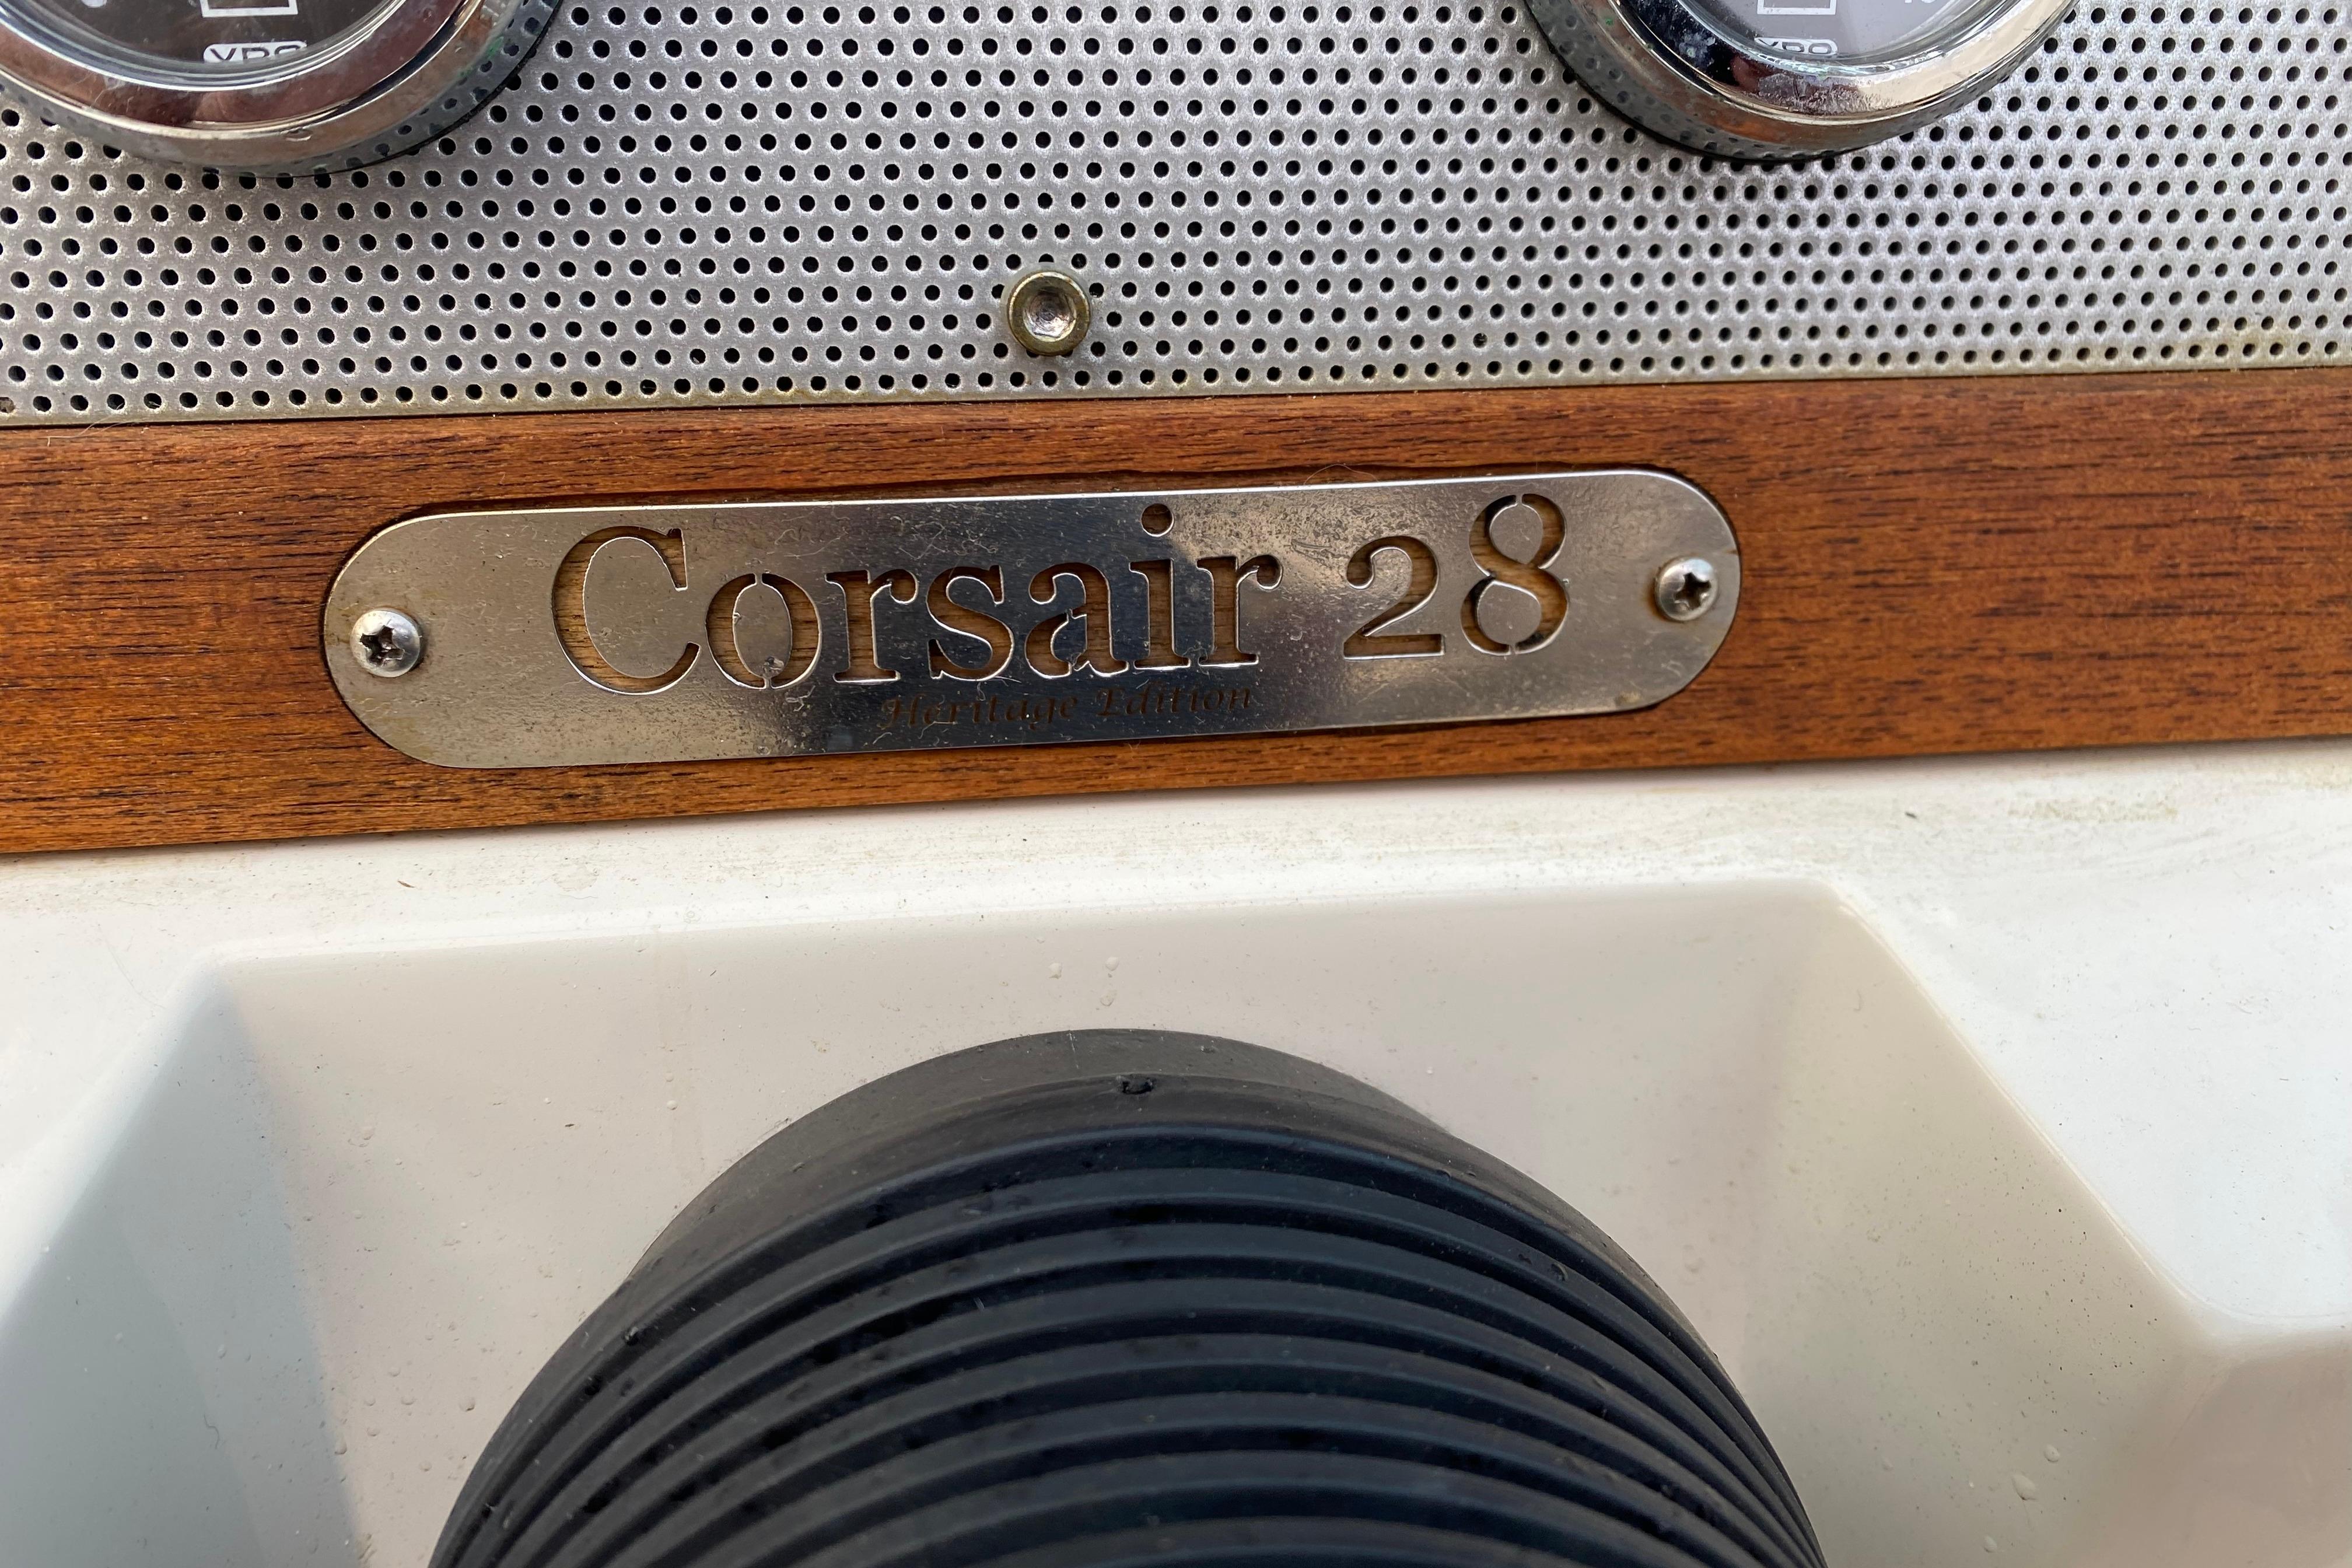 Corsair 28
Heritage Edition